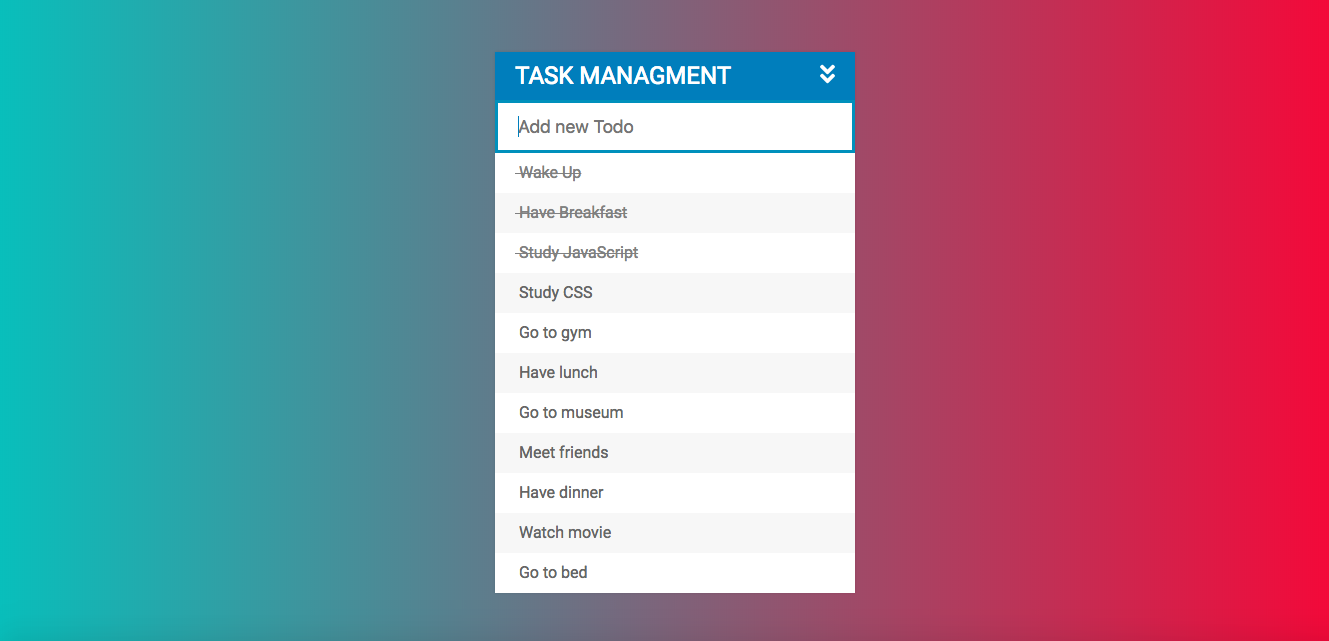 TASK MANAGMENT
Add new Todo
Wake Up
Have Breakfast
Study JavaScript
Study CSS
Go to gym
Have lunch
Go to museum
Meet friends
Have dinner
Watch movie
Go to bed